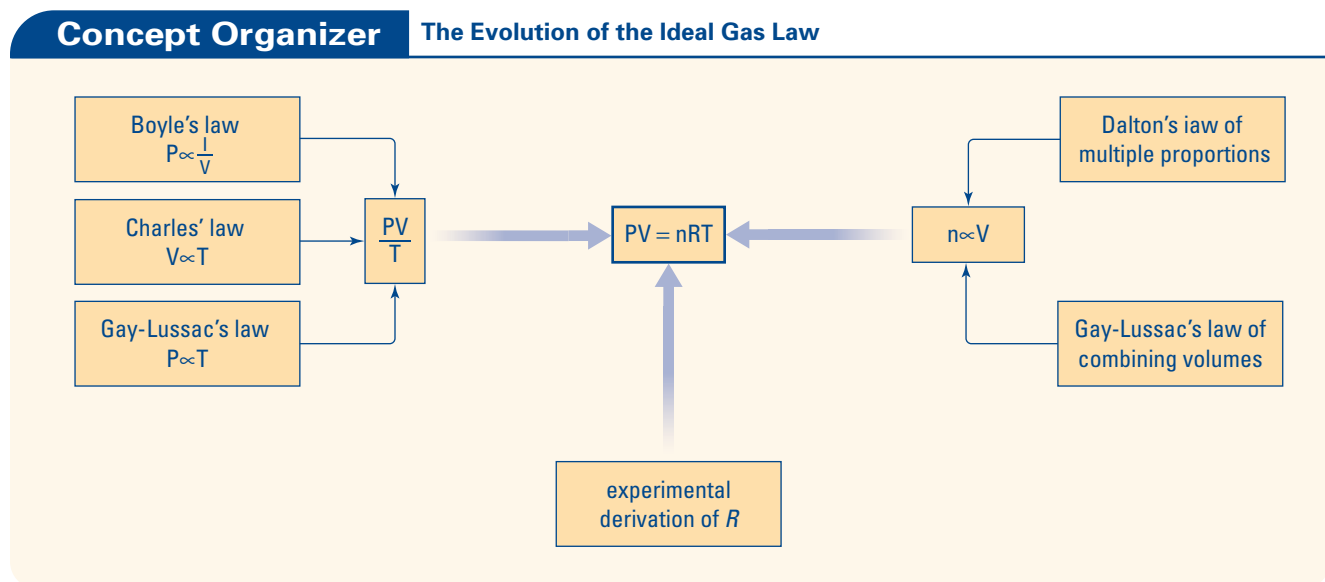 Concept Organizer
The Evolution of the Ideal Gas Law
Boyle's law
P∝ I/V
Charles' law
V∝T
Gay-Lussac's law
P∝T
PV
T
PV = nRT
n∝V
Dalton's iaw of
multiple proportions
Gay-Lussac's law of
combining volumes
experimental
derivation of R